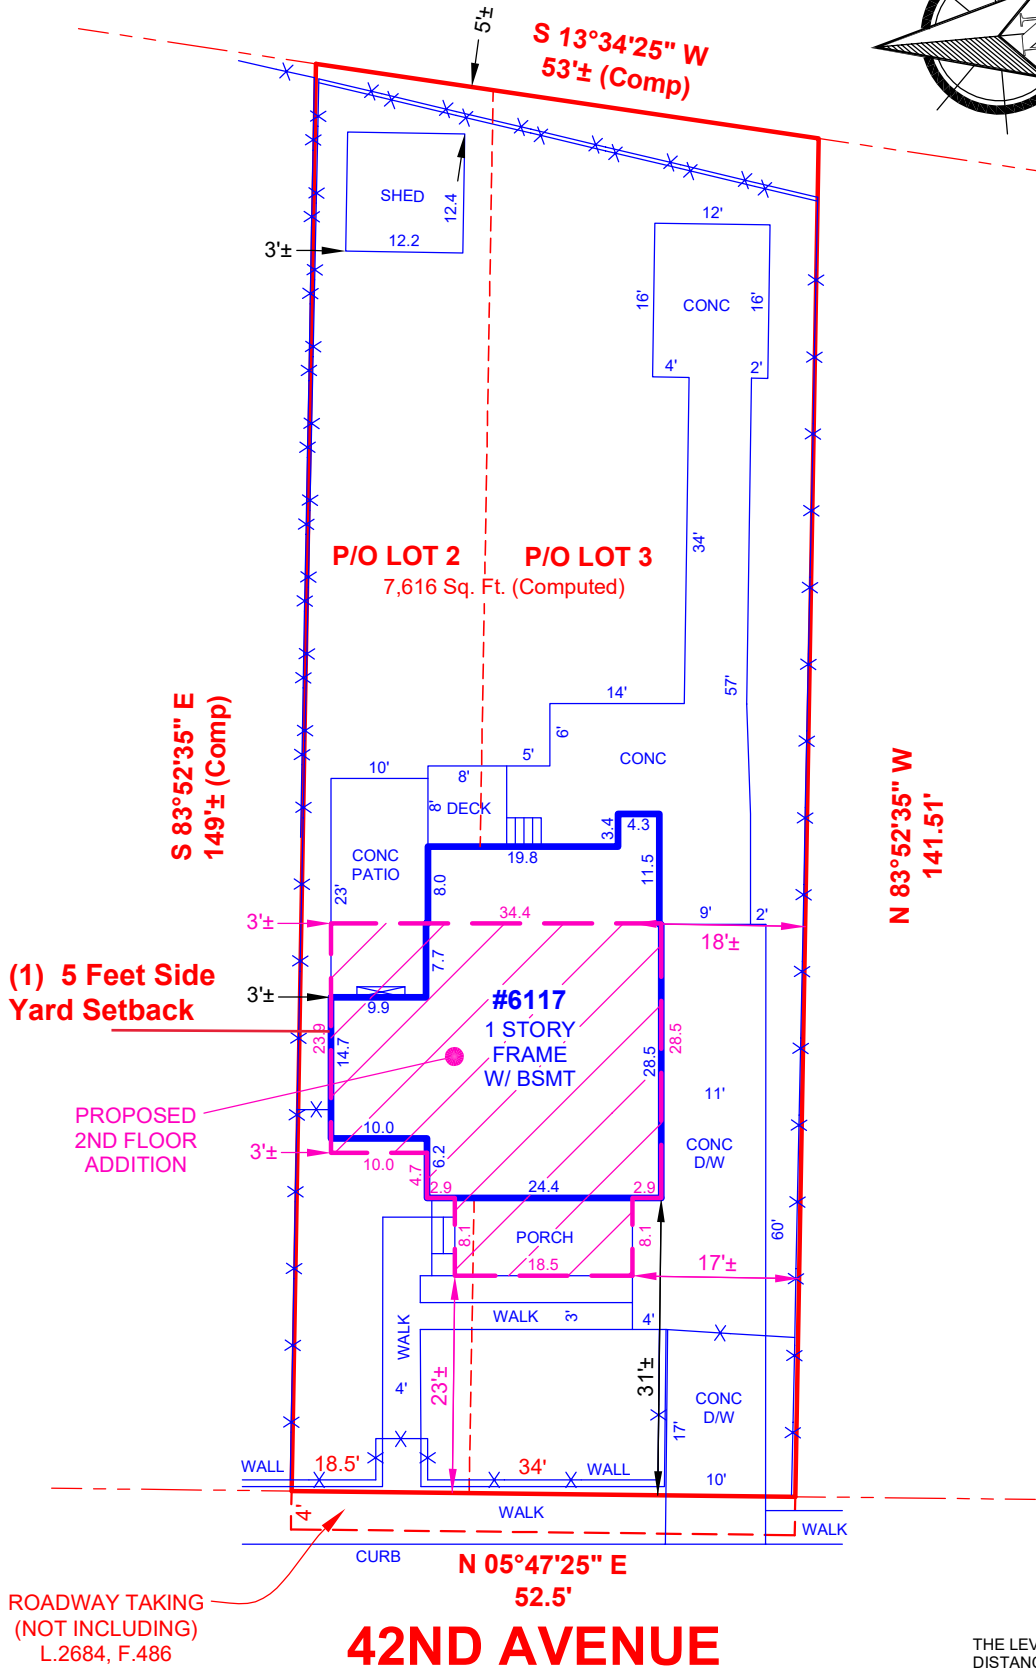 5'±
S 13°34'25" W
53'± (Comp)
SHED
12.4
12.2
3'±
12'
16'
CONC
16'
4'
2'
34'
P/O LOT 2
P/O LOT 3
7,616 Sq. Ft. (Computed)
57'
S 83°52'35" E
149'± (Comp)
N 83°52'35" W
141.51'
14'
6'
5'
CONC
10'
8'
8'
DECK
3.4
4.3
19.8
11.5
CONC
PATIO
23'
8.0
3'±
34.4
9'
2'
18'±
7.7
(1) 5 Feet Side
Yard Setback
3'±
9.9
#6117
1 STORY
FRAME
W/ BSMT
23.9
14.7
28.5
28.5
11'
PROPOSED
2ND FLOOR
ADDITION
10.0
CONC
D/W
3'±
10.0
4.7
6.2
2.9
24.4
2.9
8.1
PORCH
8.1
18.5
60'
17'±
WALK
3'
4'
WALK
4'
23'±
31'±
CONC
D/W
17'
10'
WALL
18.5'
34'
WALL
4'
WALK
WALK
CURB
N 05°47'25" E
52.5'
ROADWAY TAKING
(NOT INCLUDING)
L.2684, F.486
42ND AVENUE
THE LEV
DISTANC